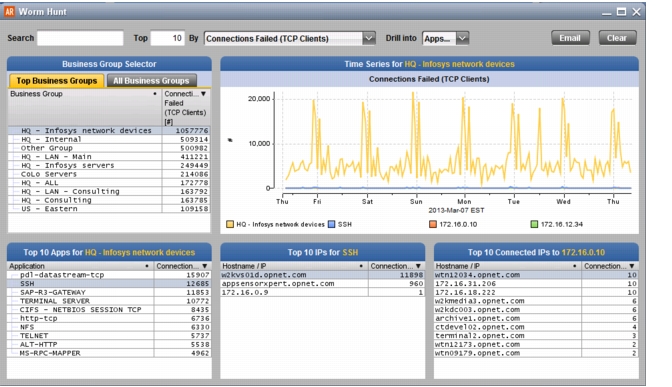 AR Worm Hunt
Search Top 10 By Connections Failed (TCP Clients) Drill into Apps... Email Clear
Business Group Selector
Top Business Groups All Business Groups
Business Group Connecti... Failed (TCP Clients) [#]
HQ - Infosys network devices 1057776
HQ - Internal 509314
Other Group 500982
HQ - LAN - Main 411221
HQ - Infosys servers 249449
CoLo Servers 214086
HQ - ALL 172778
HQ - LAN - Consulting 163792
HQ - Consulting 163785
US - Eastern 109158
Time Series for HQ - Infosys network devices
Connections Failed (TCP Clients)
20,000
10,000
0
#
Thu Fri Sat Sun Mon Tue Wed Thu
2013-Mar-07 EST
HQ - Infosys network devices SSH 172.16.0.10 172.16.12.34
Top 10 Apps for HQ - Infosys network devices
Application Connection...
pdl-datastream-tcp 15907
SSH 12685
SAP-R3-GATEWAY 11853
TERMINAL SERVER 10772
CIFS - NETBIOS SESSION TCP 8435
http-tcp 6736
NFS 6330
TELNET 5737
ALT-HTTP 5538
MS-RPC-MAPPER 4962
Top 10 IPs for SSH
Hostname / IP Connection...
w2kvs01d.opnet.com 11898
appsensorxpert.opnet.com 960
172.16.0.9 1
Top 10 Connected IPs to 172.16.0.10
Hostname / IP Connection...
wtn12034.opnet.com 10
172.16.31.206 10
172.16.18.222 10
w2kmedia3.opnet.com 6
w2kdc003.opnet.com 6
archive1.opnet.com 6
ctdevel02.opnet.com 4
terminal2.opnet.com 3
wtn12173.opnet.com 2
wtn09179.opnet.com 2